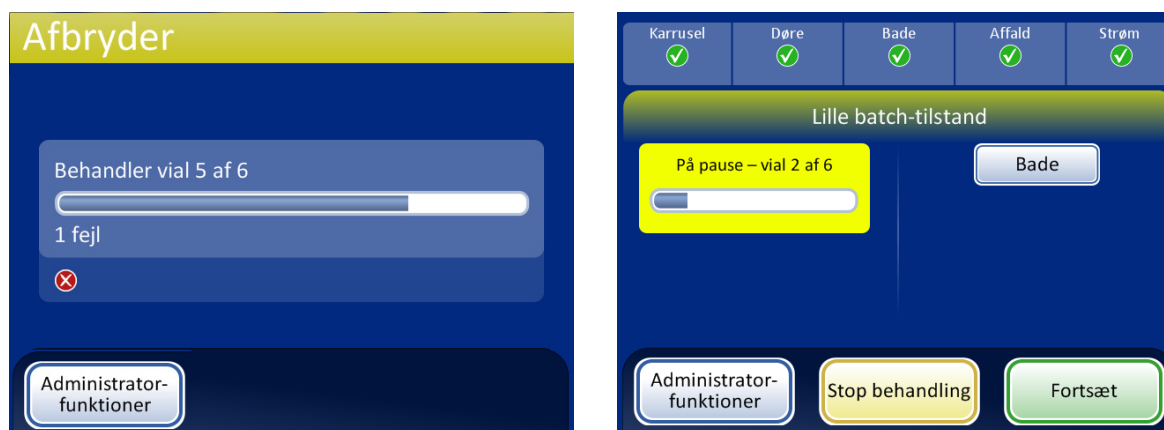 Afbryder
Behandler vial 5 af 6
1 fejl
Administrator-
funktioner
Karrusel Døre Bade Affald Strøm
Lille batch-tilstand
På pause – vial 2 af 6
Bade
Administrator-
funktioner
Stop behandling
Fortsæt